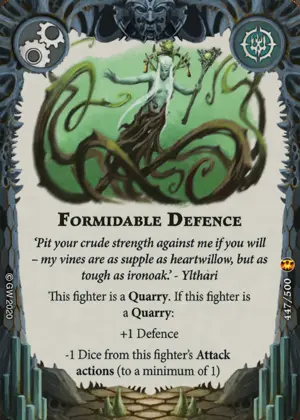 FORMIDABLE DEFENCE
‘Pit your crude strength against me if you will
– my vines are as supple as heartwillow, but as
tough as ironoak.’ - Ylthari
This fighter is a Quarry. If this fighter is
a Quarry:
+1 Defence
-1 Dice from this fighter's Attack
actions (to a minimum of 1)
© GW 2020
447/500